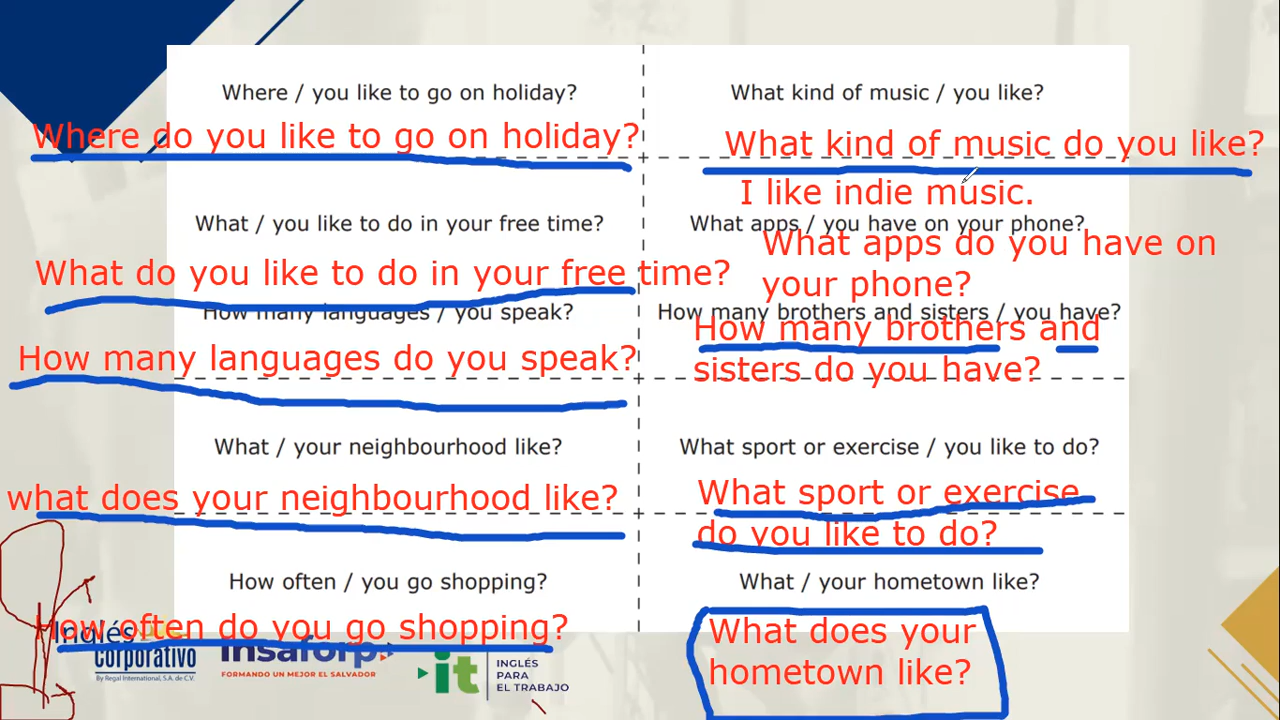 Where / you like to go on holiday?
Where do you like to go on holiday?
What / you like to do in your free time?
What do you like to do in your free time?
How many languages / you speak?
How many languages do you speak?
What / your neighbourhood like?
what does your neighbourhood like?
How often / you go shopping?
How often do you go shopping?
What kind of music / you like?
What kind of music do you like?
I like indie music.
What apps / you have on your phone?
What apps do you have on
your phone?
How many brothers and sisters / you have?
How many brothers and
sisters do you have?
What sport or exercise / you like to do?
What sport or exercise
do you like to do?
What / your hometown like?
What does your
hometown like?
Inglés
Corporativo
By Regal International, S.A. de C.V.
insaforp
FORMANDO UN MEJOR EL SALVADOR
it
INGLÉS
PARA
EL TRABAJO